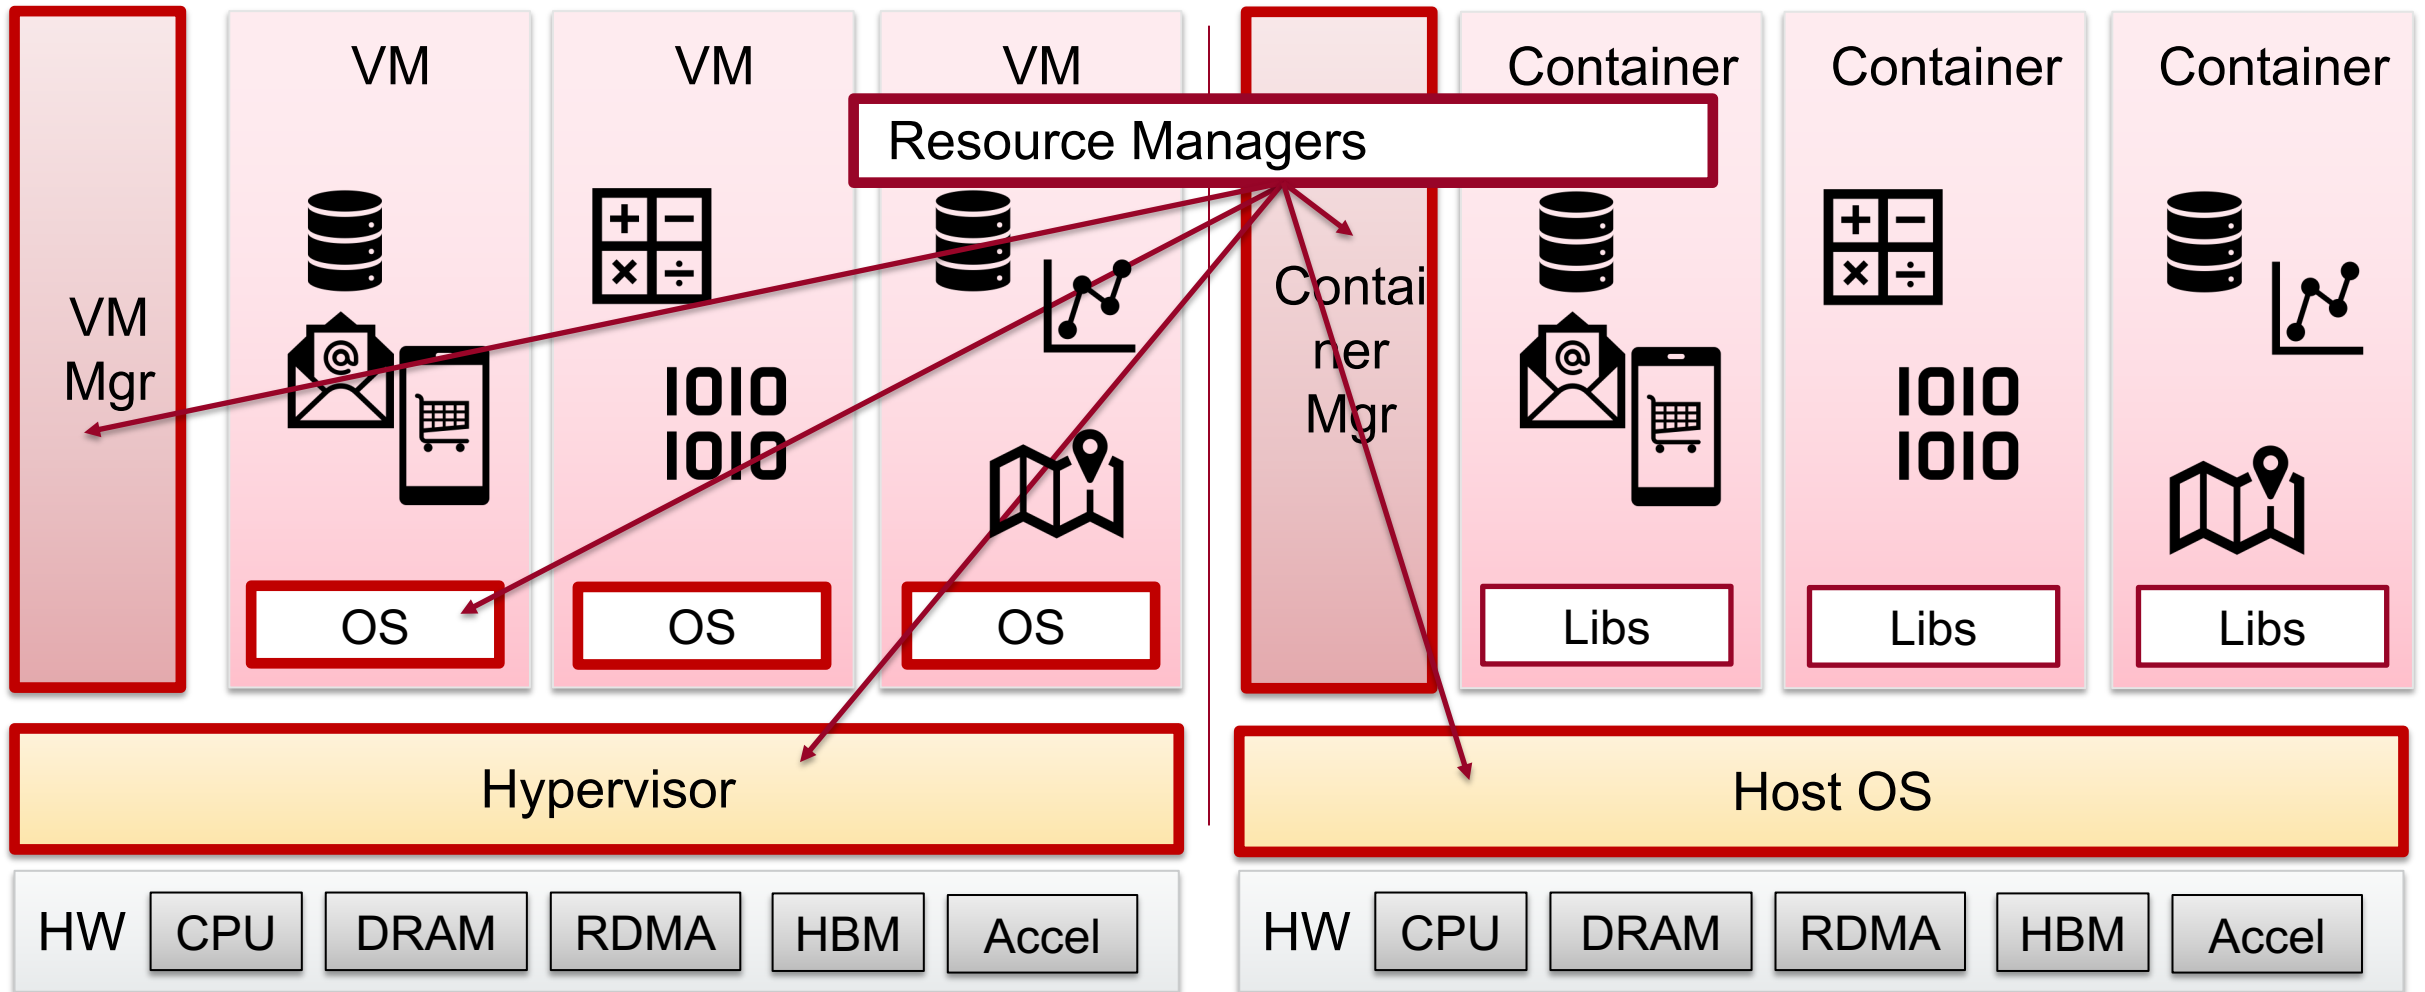 VM
VM
VM
Resource Managers
VM
Mgr
@
+ −
× ÷
1010
1010
OS
OS
OS
Hypervisor
HW
CPU
DRAM
RDMA
HBM
Accel
Container
Container
Container
Contai
ner
Mgr
@
+ −
× ÷
1010
1010
Libs
Libs
Libs
Host OS
HW
CPU
DRAM
RDMA
HBM
Accel